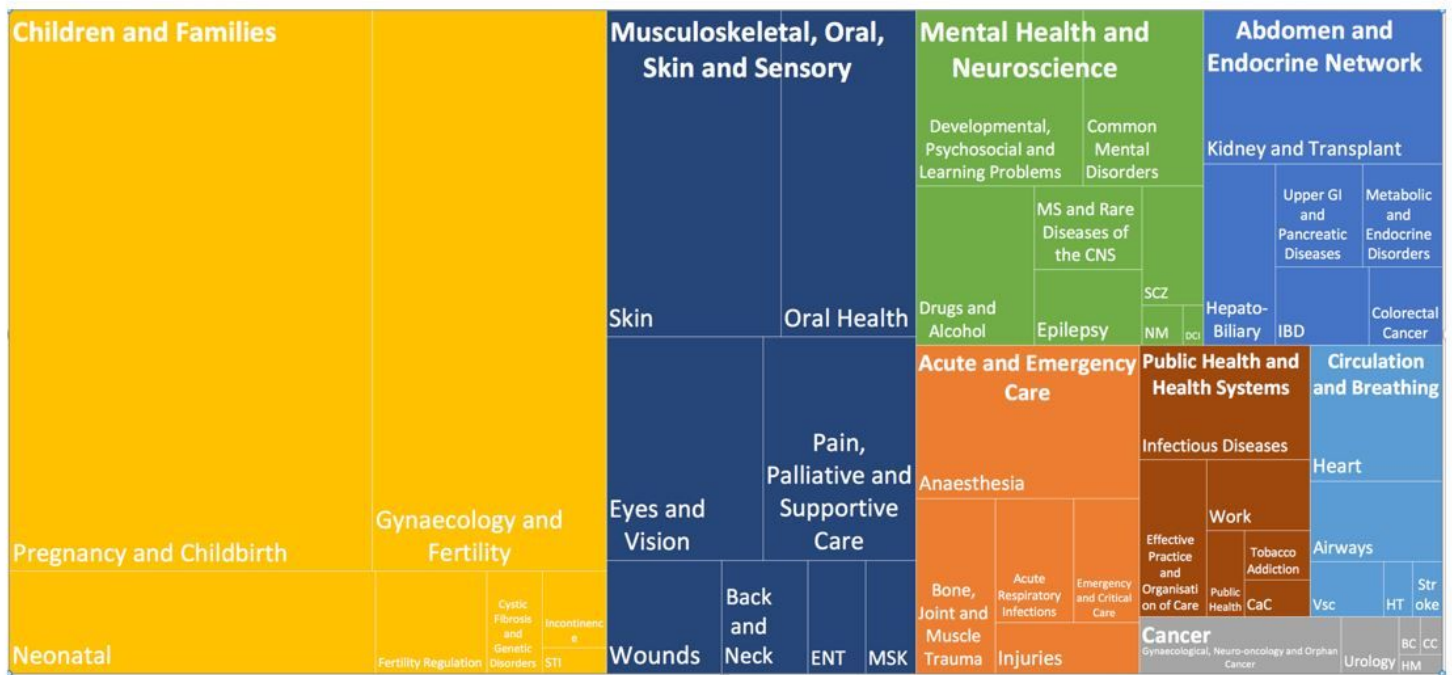 Children and Families
Pregnancy and Childbirth
Gynaecology and
Fertility
Neonatal
Fertility Regulation
Cystic
Fibrosis
and
Genetic
Disorders
Incontinenc
e
STI
Musculoskeletal, Oral,
Skin and Sensory
Skin
Oral Health
Eyes and
Vision
Pain,
Palliative and
Supportive
Care
Wounds
Back
and
Neck
ENT
MSK
Mental Health and
Neuroscience
Developmental,
Psychosocial and
Learning Problems
Common
Mental
Disorders
Drugs and
Alcohol
MS and Rare
Diseases of
the CNS
Epilepsy
SCZ
NM
DCI
Abdomen and
Endocrine Network
Kidney and Transplant
Hepato-
Biliary
Upper GI
and
Pancreatic
Diseases
Metabolic
and
Endocrine
Disorders
IBD
Colorectal
Cancer
Acute and Emergency
Care
Anaesthesia
Bone,
Joint and
Muscle
Trauma
Acute
Respiratory
Infections
Emergency
and Critical
Care
Injuries
Public Health and
Health Systems
Infectious Diseases
Effective
Practice
and
Organisati
on of Care
Work
Public
Health
Tobacco
Addiction
CaC
Circulation
and Breathing
Heart
Airways
Vsc
HT
Str
oke
Cancer
Gynaecological, Neuro-oncology and Orphan
Cancer
Urology
BC
CC
HM